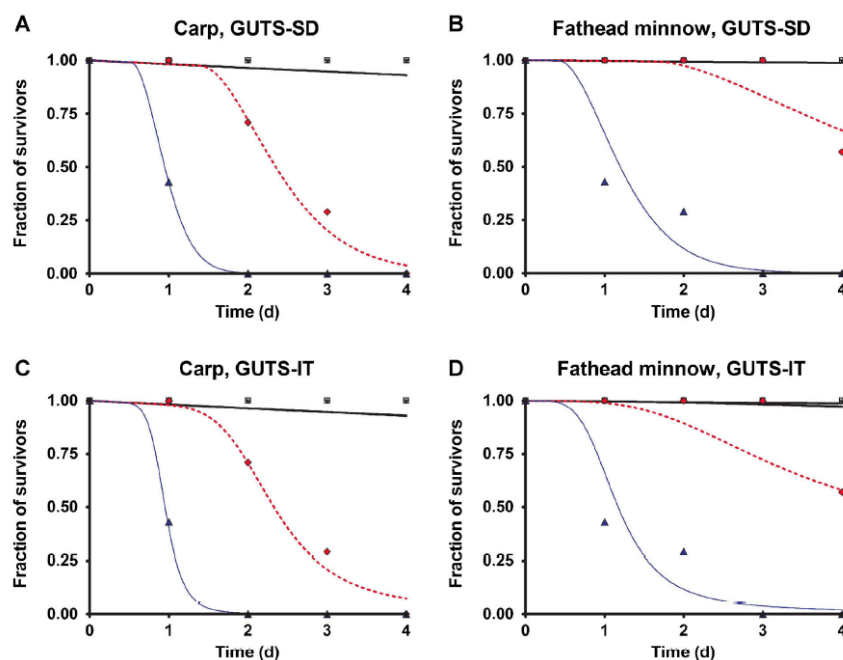 A
Carp, GUTS-SD
Fraction of survivors
1.00
0.75
0.50
0.25
0.00
0 1 2 3 4
Time (d)
B
Fathead minnow, GUTS-SD
Fraction of survivors
1.00
0.75
0.50
0.25
0.00
0 1 2 3 4
Time (d)
C
Carp, GUTS-IT
Fraction of survivors
1.00
0.75
0.50
0.25
0.00
0 1 2 3 4
Time (d)
D
Fathead minnow, GUTS-IT
Fraction of survivors
1.00
0.75
0.50
0.25
0.00
0 1 2 3 4
Time (d)